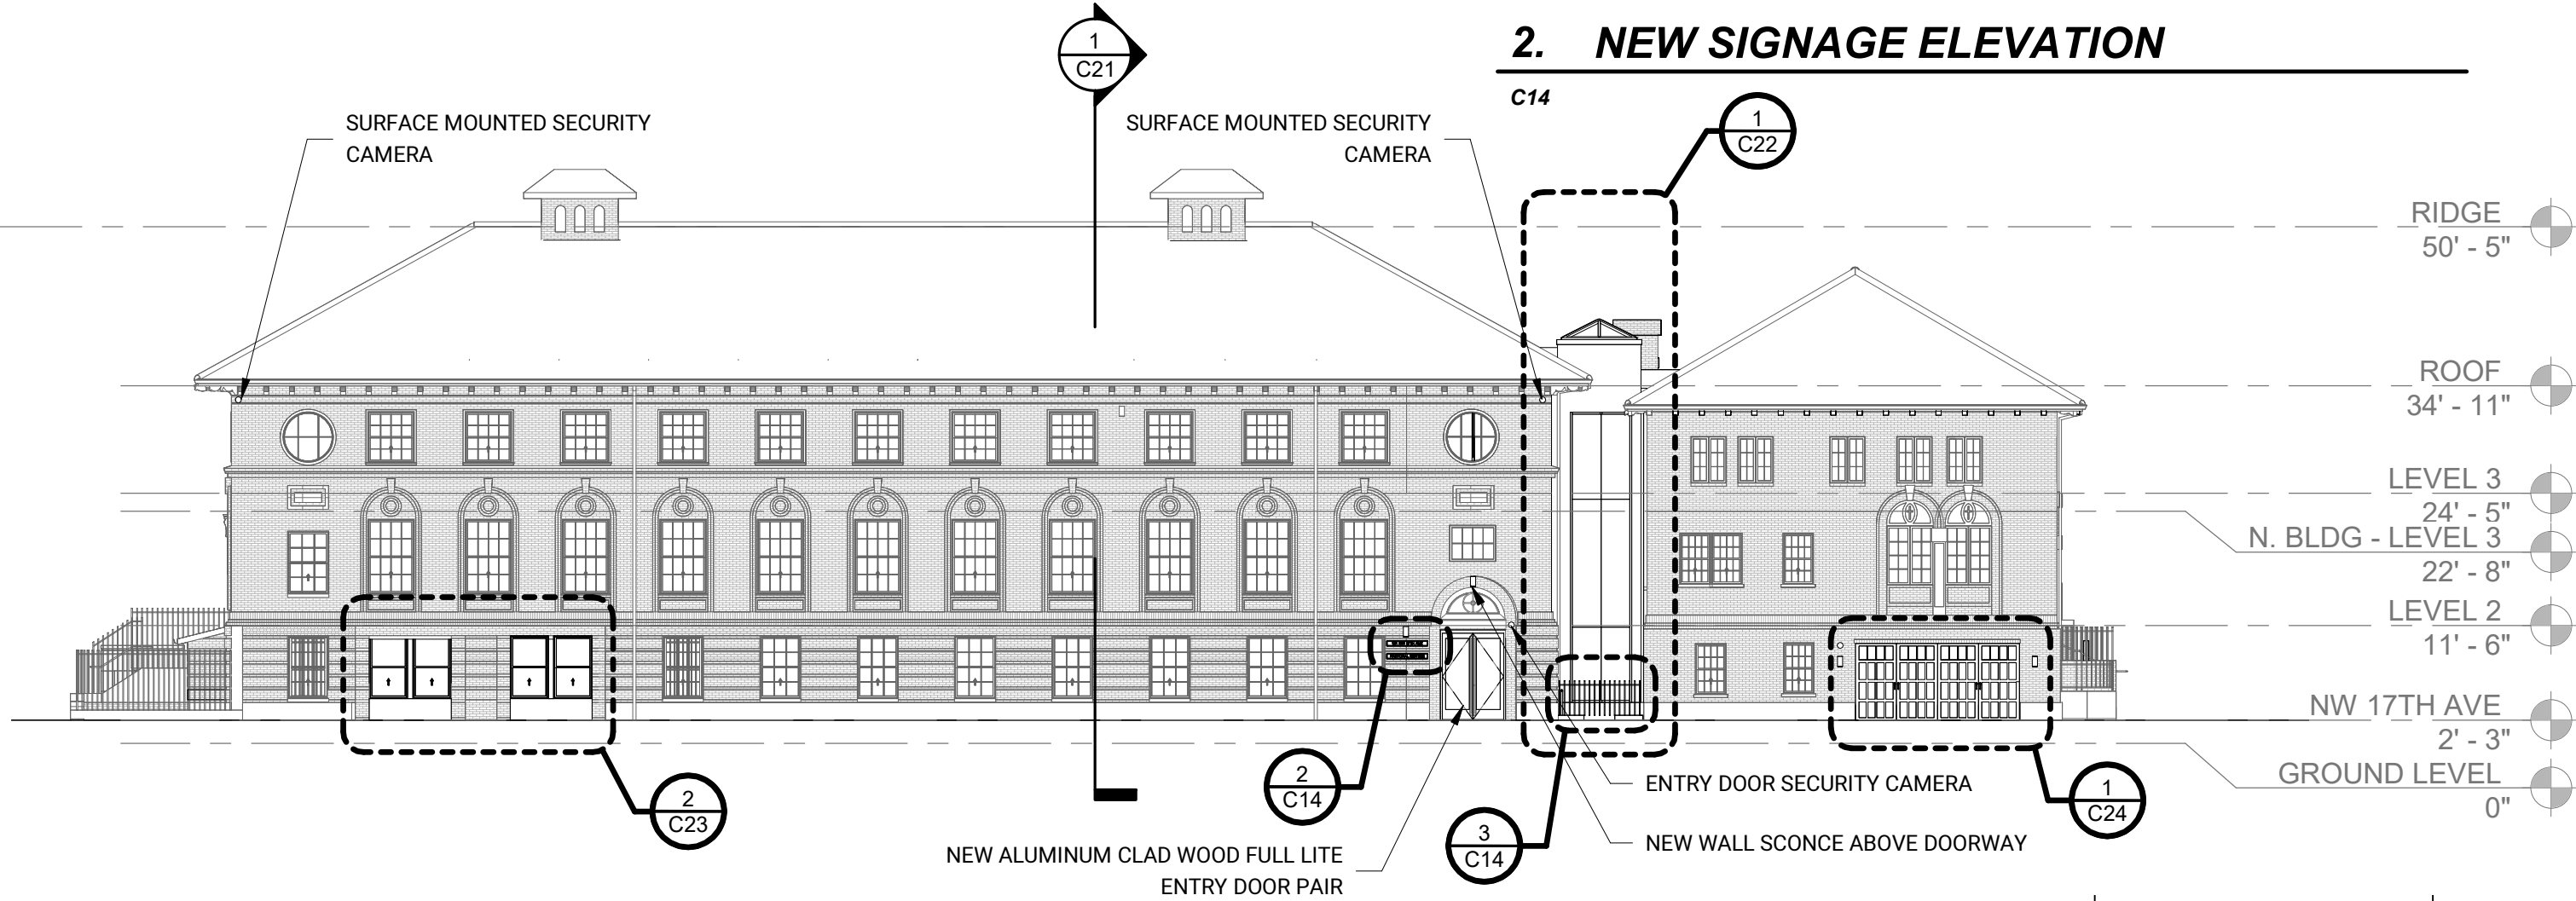 1
C21
2. NEW SIGNAGE ELEVATION
C14
SURFACE MOUNTED SECURITY
CAMERA
SURFACE MOUNTED SECURITY
CAMERA
1
C22
RIDGE
50' - 5"
ROOF
34' - 11"
LEVEL 3
24' - 5"
N. BLDG - LEVEL 3
22' - 8"
LEVEL 2
11' - 6"
NW 17TH AVE
2' - 3"
GROUND LEVEL
0"
2
C23
2
C14
3
C14
1
C24
ENTRY DOOR SECURITY CAMERA
NEW WALL SCONCE ABOVE DOORWAY
NEW ALUMINUM CLAD WOOD FULL LITE
ENTRY DOOR PAIR